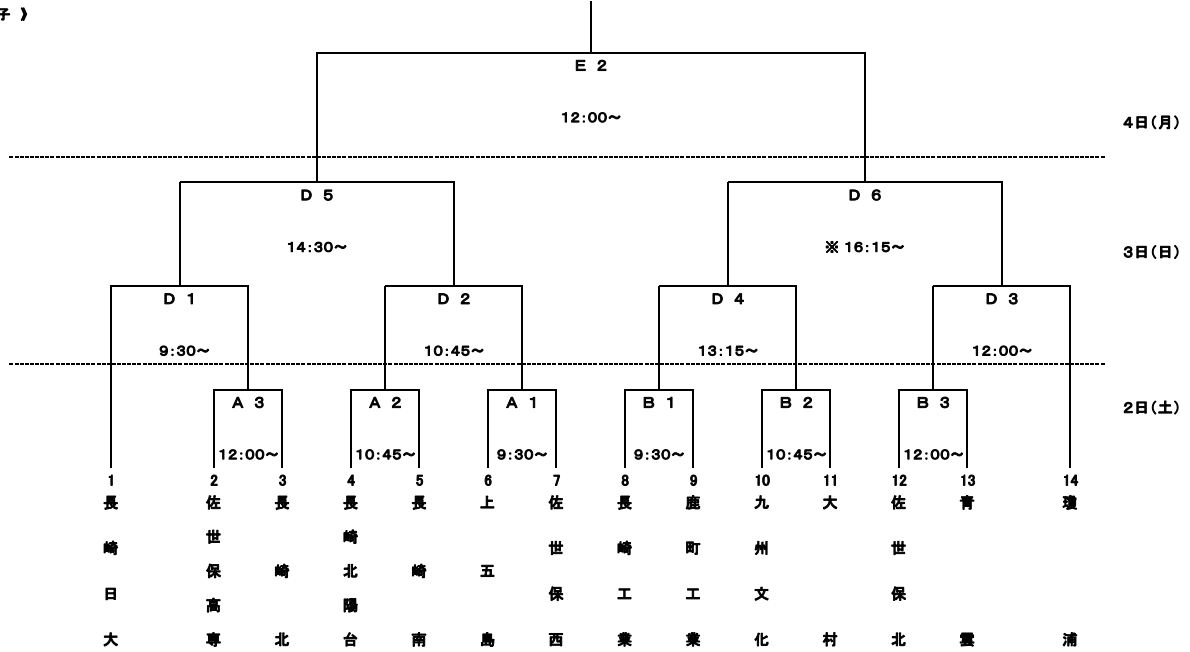 子 》
E 2
12:00～
4日(月)
D 5
D 6
14:30～
※ 16:15～
3日(日)
D 1
D 2
D 4
D 3
9:30～
10:45～
13:15～
12:00～
A 3
A 2
A 1
B 1
B 2
B 3
2日(土)
12:00～
10:45～
9:30～
9:30～
10:45～
12:00～
1
2
3
4
5
6
7
8
9
10
11
12
13
14
長崎日大
佐世保高専
長崎北
長崎北陽台
長崎南
上五島
佐世保西
長崎工業
鹿町工業
九州文化
大村
佐世保北
青雲
瓊浦